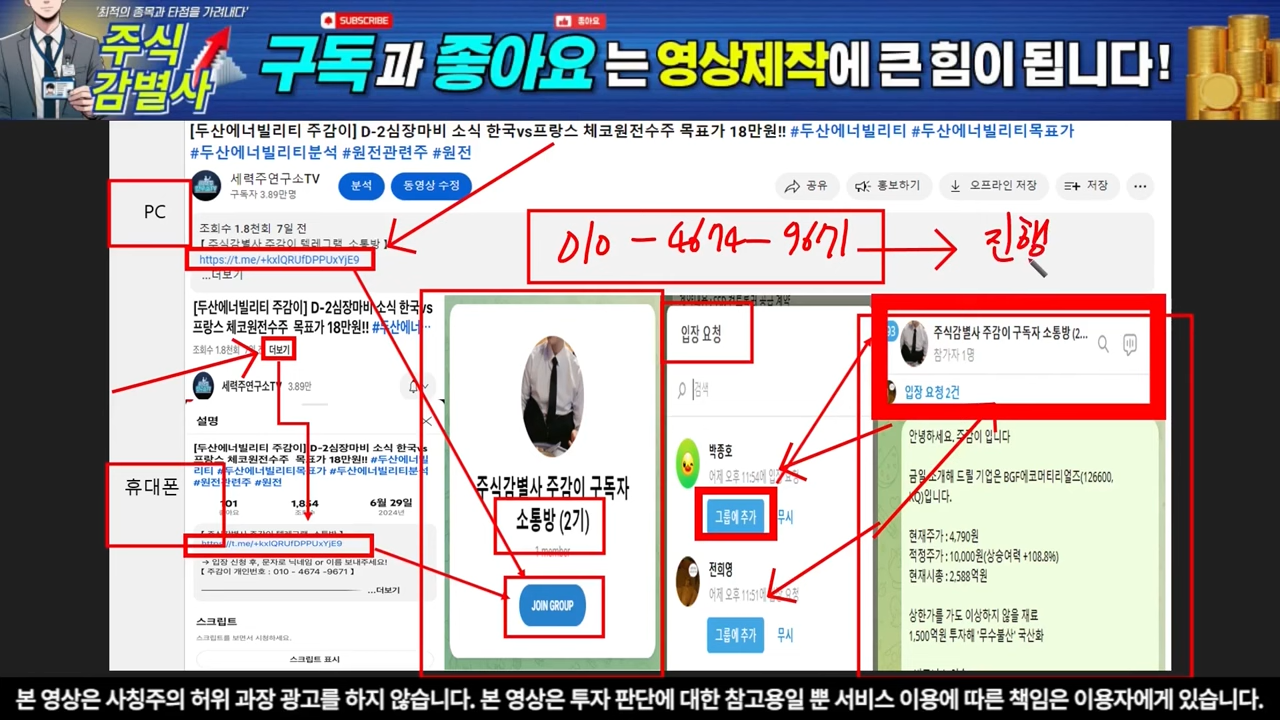 '최적의 종목과 타점을 가려내다'
주식
감별사
SUBSCRIBE
좋아요
구독과 좋아요는 영상제작에 큰 힘이 됩니다!
[두산에너빌리티 주감이] D-2심장마비 소식 한국vs프랑스 체코원전수주 목표가 18만원!! #두산에너빌리티 #두산에너빌리티목표가
#두산에너빌리티분석 #원전관련주 #원전
세력주연구소TV
구독자 3.89만명
분석
동영상 수정
공유
홍보하기
오프라인 저장
저장
PC
조회수 1.8천회 7일 전
【 주식감별사 주감이 텔레그램 소통방 】
https://t.me/+kxlQRUfDPPUxYjE9
...더보기
010 - 4674 - 9671
진행
[두산에너빌리티 주감이] D-2심장마비 소식 한국vs
프랑스 체코원전수주 목표가 18만원!! #두산에너…
조회수 1.8천회
더보기
세력주연구소TV 3.89만
설명
[두산에너빌리티 주감이] D-2심장마비 소식 한국vs
프랑스 체코원전수주 목표가 18만원!! #두산에너빌
리티 #두산에너빌리티목표가 #두산에너빌리티분석
#원전관련주 #원전
휴대폰
101
좋아요
1,854
6월 29일
2024년
https://t.me/+kxlQRUfDPPUxYjE9
→ 입장 신청 후, 문자로 닉네임 or 이름 보내주세요!
【 주감이 개인번호 : 010 - 4674 -9671 】
...더보기
스크립트
스크립트를 보면서 시청하세요.
스크립트 표시
주식감별사 주감이 구독자
소통방 (2기)
1 member
JOIN GROUP
입장 요청
검색
박종호
어제 오후 11:54에 입장 요청
그룹에 추가
무시
전희영
어제 오후 11:51에 입장 요청
그룹에 추가
무시
93
주식감별사 주감이 구독자 소통방 (2...
참가자 1명
입장 요청 2건
안녕하세요, 주감이 입니다
금일 소개해 드릴 기업은 BGF에코머티리얼즈(126600,
KQ)입니다.
현재주가 : 4,790원
적정주가 : 10,000원(상승여력 +108.8%)
현재시총 : 2,588억원
상한가를 가도 이상하지 않을 재료
1,500억원 투자해 '무수불산' 국산화
본 영상은 사칭주의 허위 과장 광고를 하지 않습니다. 본 영상은 투자 판단에 대한 참고용일 뿐 서비스 이용에 따른 책임은 이용자에게 있습니다.